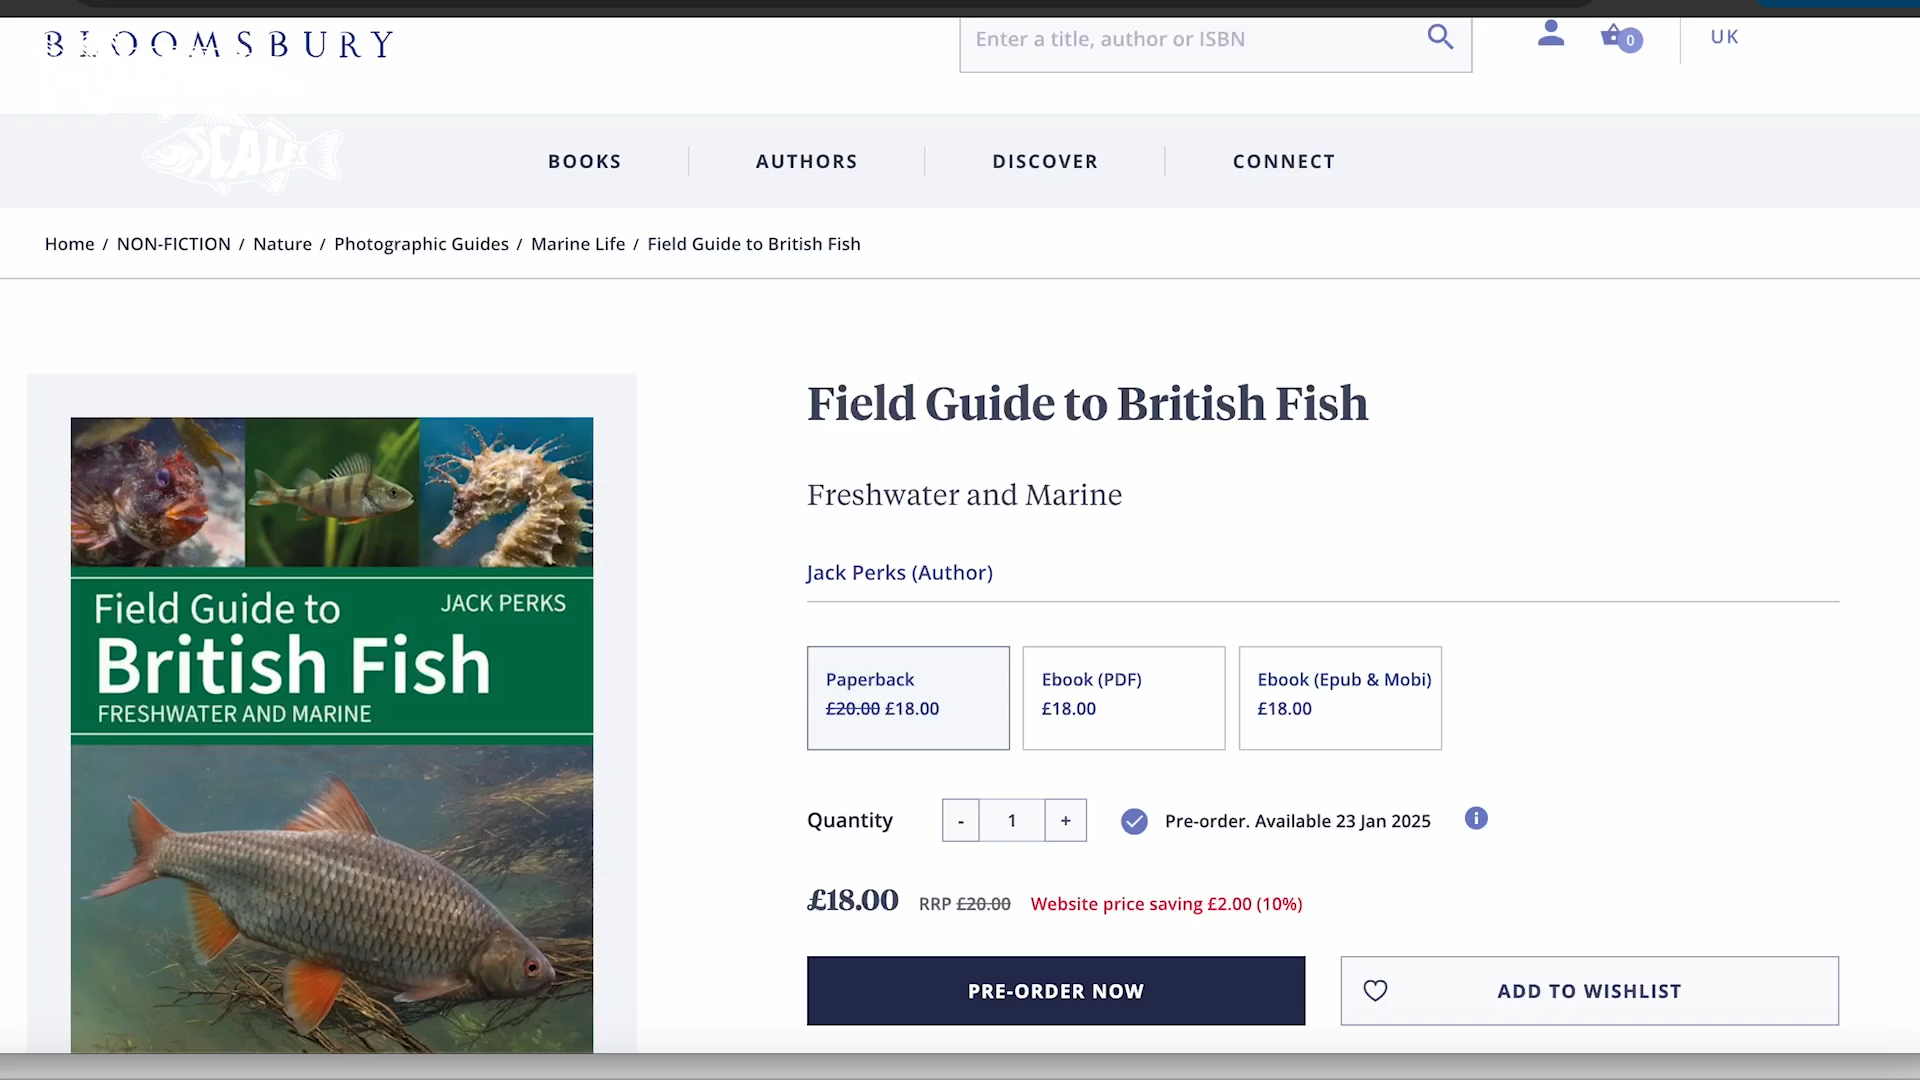 BLOOMSBURY
Enter a title, author or ISBN
0
UK
SCALES
BOOKS
AUTHORS
DISCOVER
CONNECT
Home / NON-FICTION / Nature / Photographic Guides / Marine Life / Field Guide to British Fish
Field Guide to
JACK PERKS
British Fish
FRESHWATER AND MARINE
Field Guide to British Fish
Freshwater and Marine
Jack Perks (Author)
Paperback
£20.00 £18.00
Ebook (PDF)
£18.00
Ebook (Epub & Mobi)
£18.00
Quantity
- 1 +
Pre-order. Available 23 Jan 2025
i
£18.00 RRP £20.00 Website price saving £2.00 (10%)
PRE-ORDER NOW
ADD TO WISHLIST